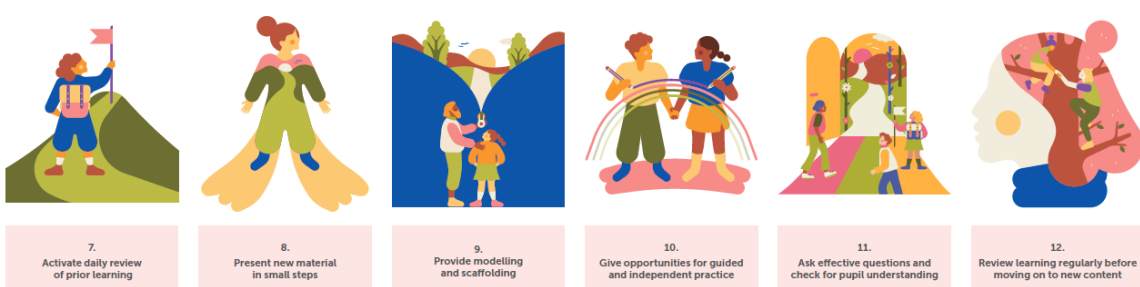 7.
Activate daily review
of prior learning
8.
Present new material
in small steps
9.
Provide modelling
and scaffolding
10.
Give opportunities for guided
and independent practice
11.
Ask effective questions and
check for pupil understanding
12.
Review learning regularly before
moving on to new content